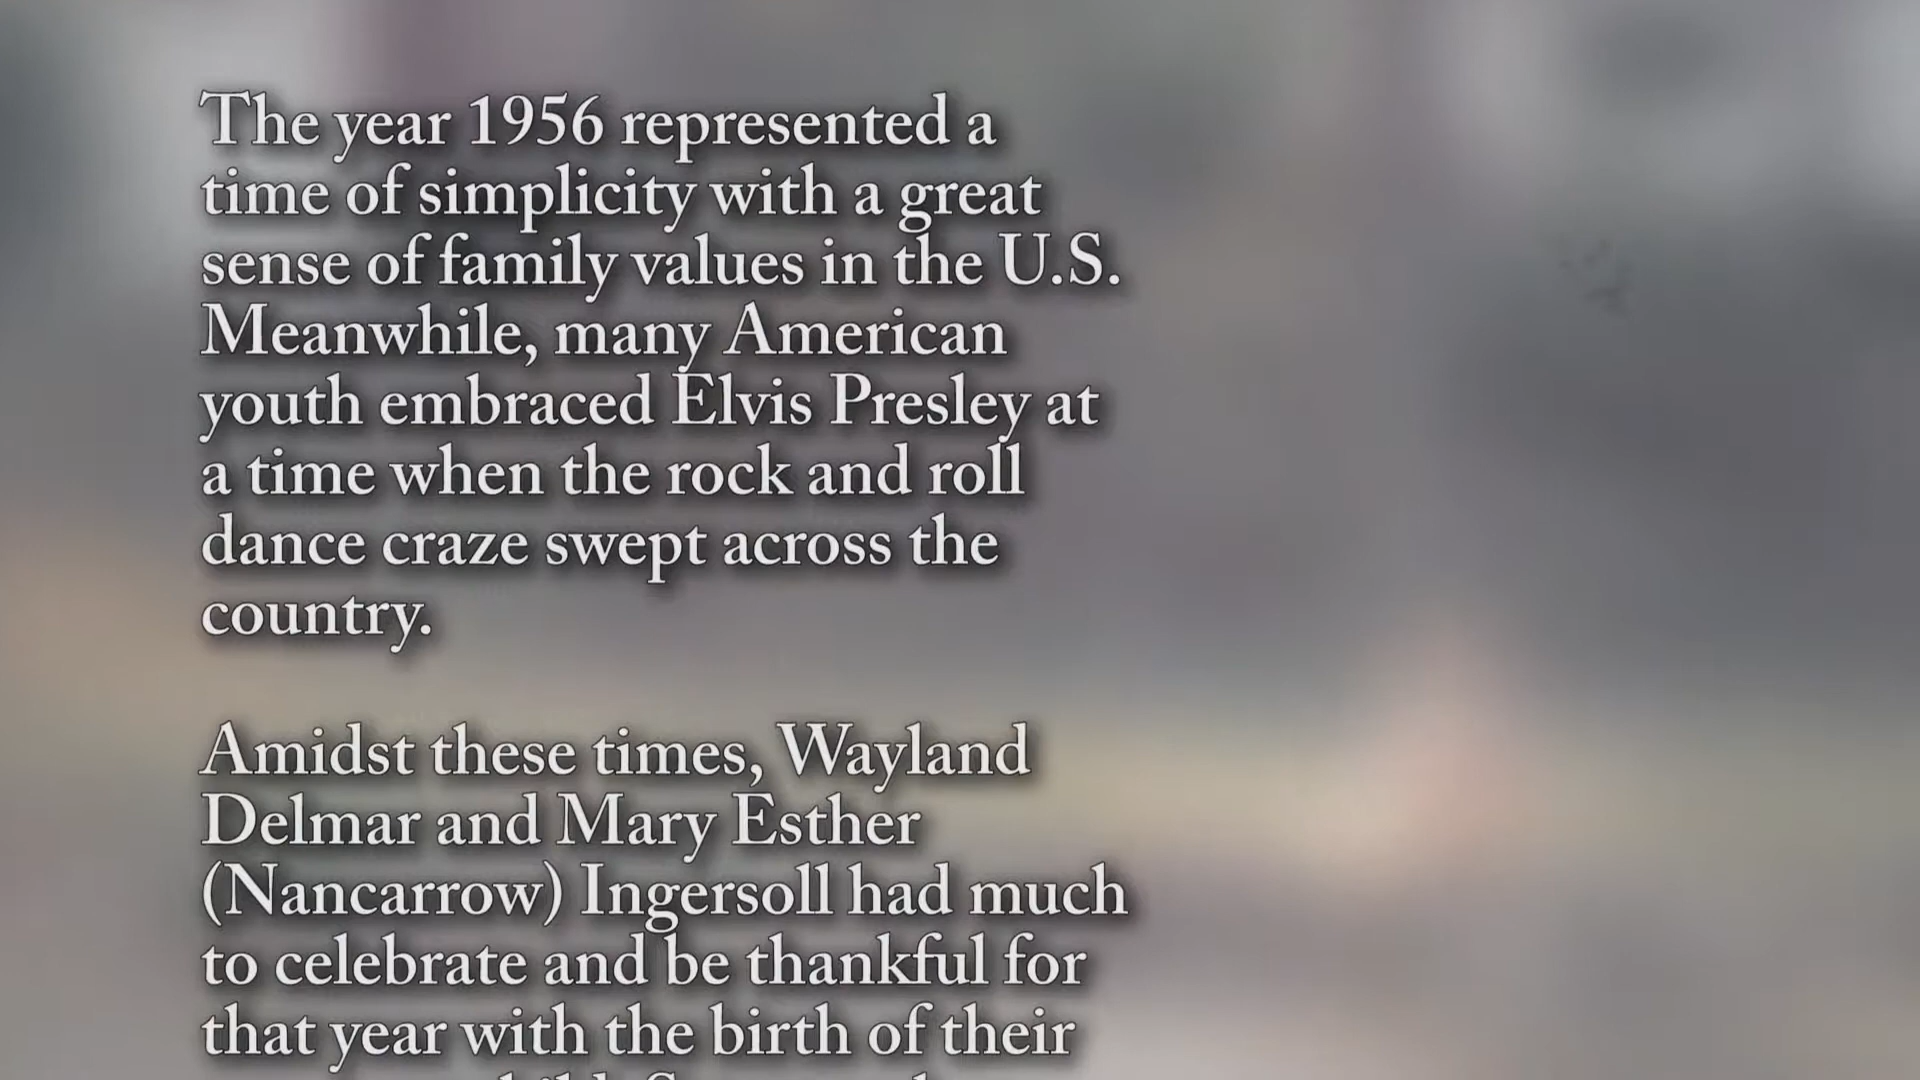 The year 1956 represented a
time of simplicity with a great
sense of family values in the U.S.
Meanwhile, many American
youth embraced Elvis Presley at
a time when the rock and roll
dance craze swept across the
country.
Amidst these times, Wayland
Delmar and Mary Esther
(Nancarrow) Ingersoll had much
to celebrate and be thankful for
that year with the birth of their